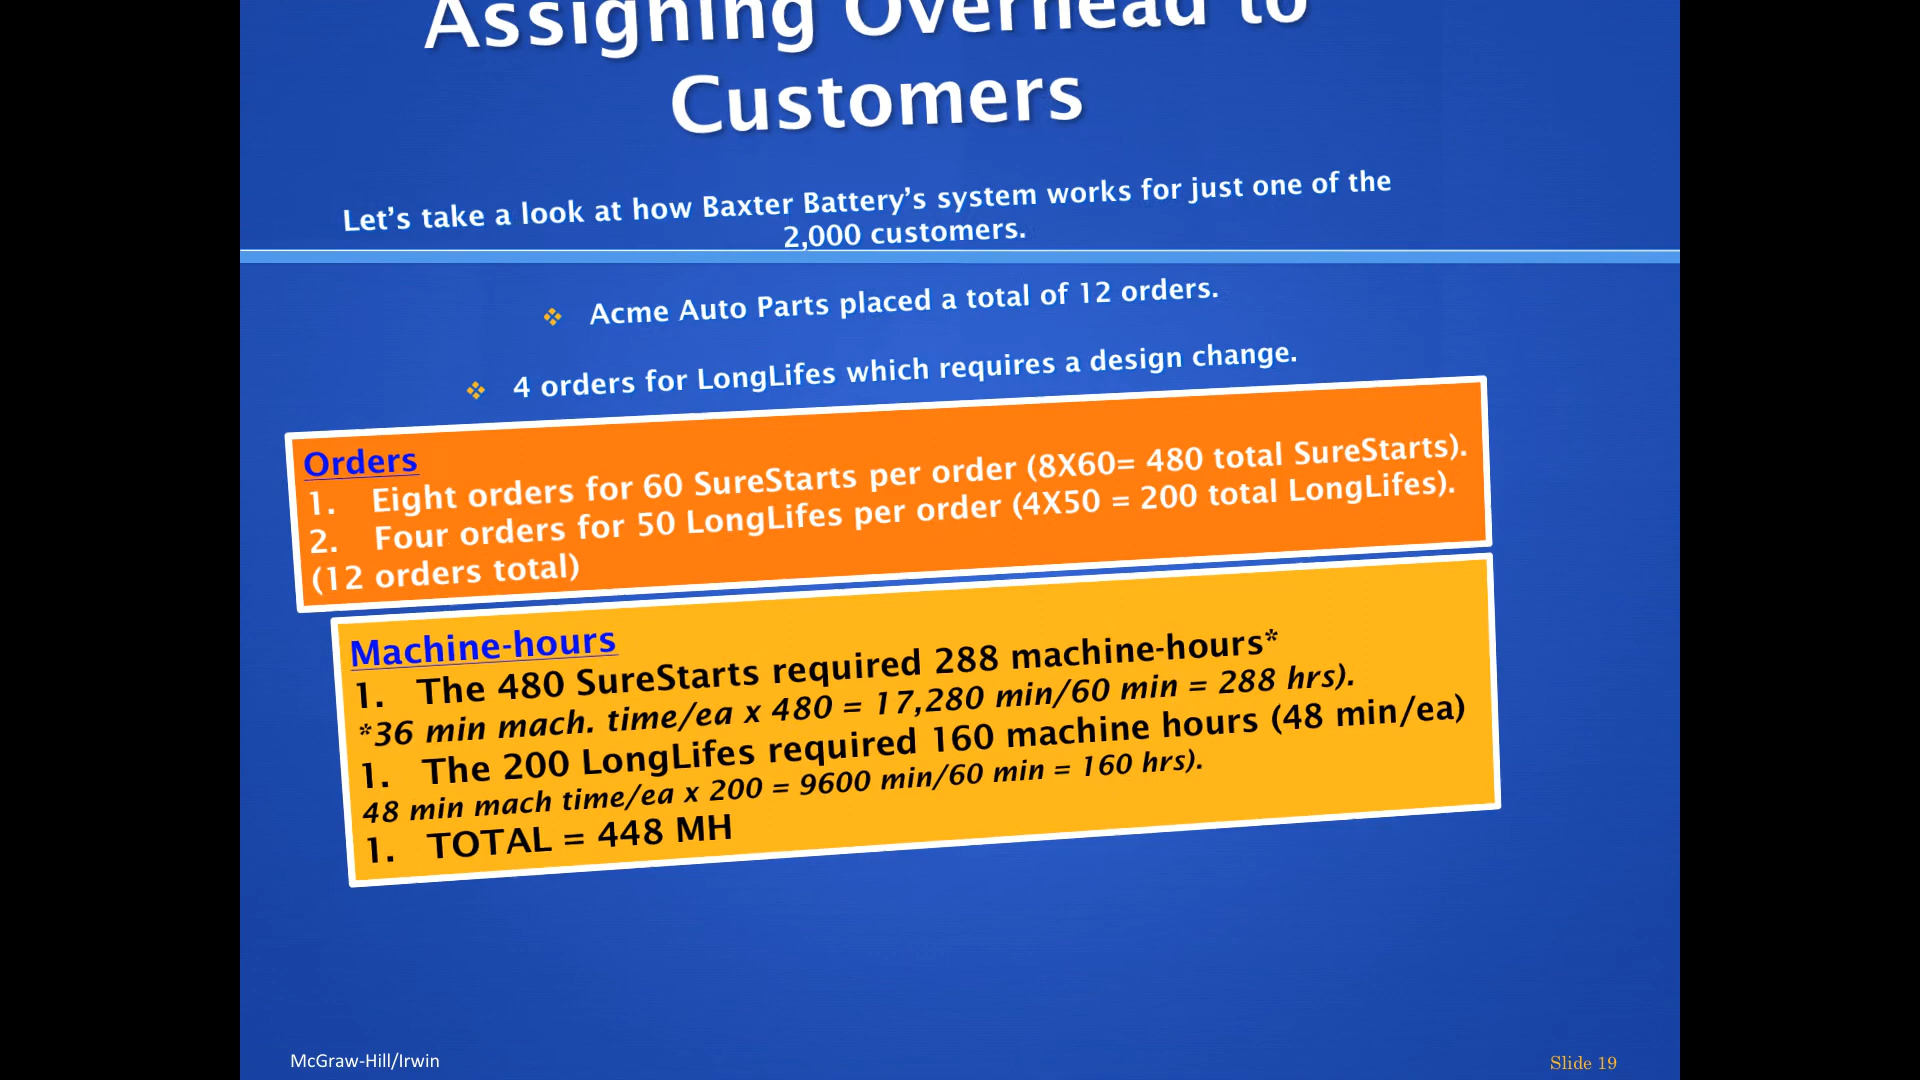 Assigning Overhead to
Customers
Let’s take a look at how Baxter Battery’s system works for just one of the
2,000 customers.
Acme Auto Parts placed a total of 12 orders.
4 orders for LongLifes which requires a design change.
Orders
1. Eight orders for 60 SureStarts per order (8X60= 480 total SureStarts).
2. Four orders for 50 LongLifes per order (4X50 = 200 total LongLifes).
(12 orders total)
Machine-hours
1. The 480 SureStarts required 288 machine-hours*
*36 min mach. time/ea x 480 = 17,280 min/60 min = 288 hrs).
1. The 200 LongLifes required 160 machine hours (48 min/ea)
48 min mach time/ea x 200 = 9600 min/60 min = 160 hrs).
1. TOTAL = 448 MH
McGraw-Hill/Irwin
Slide 19